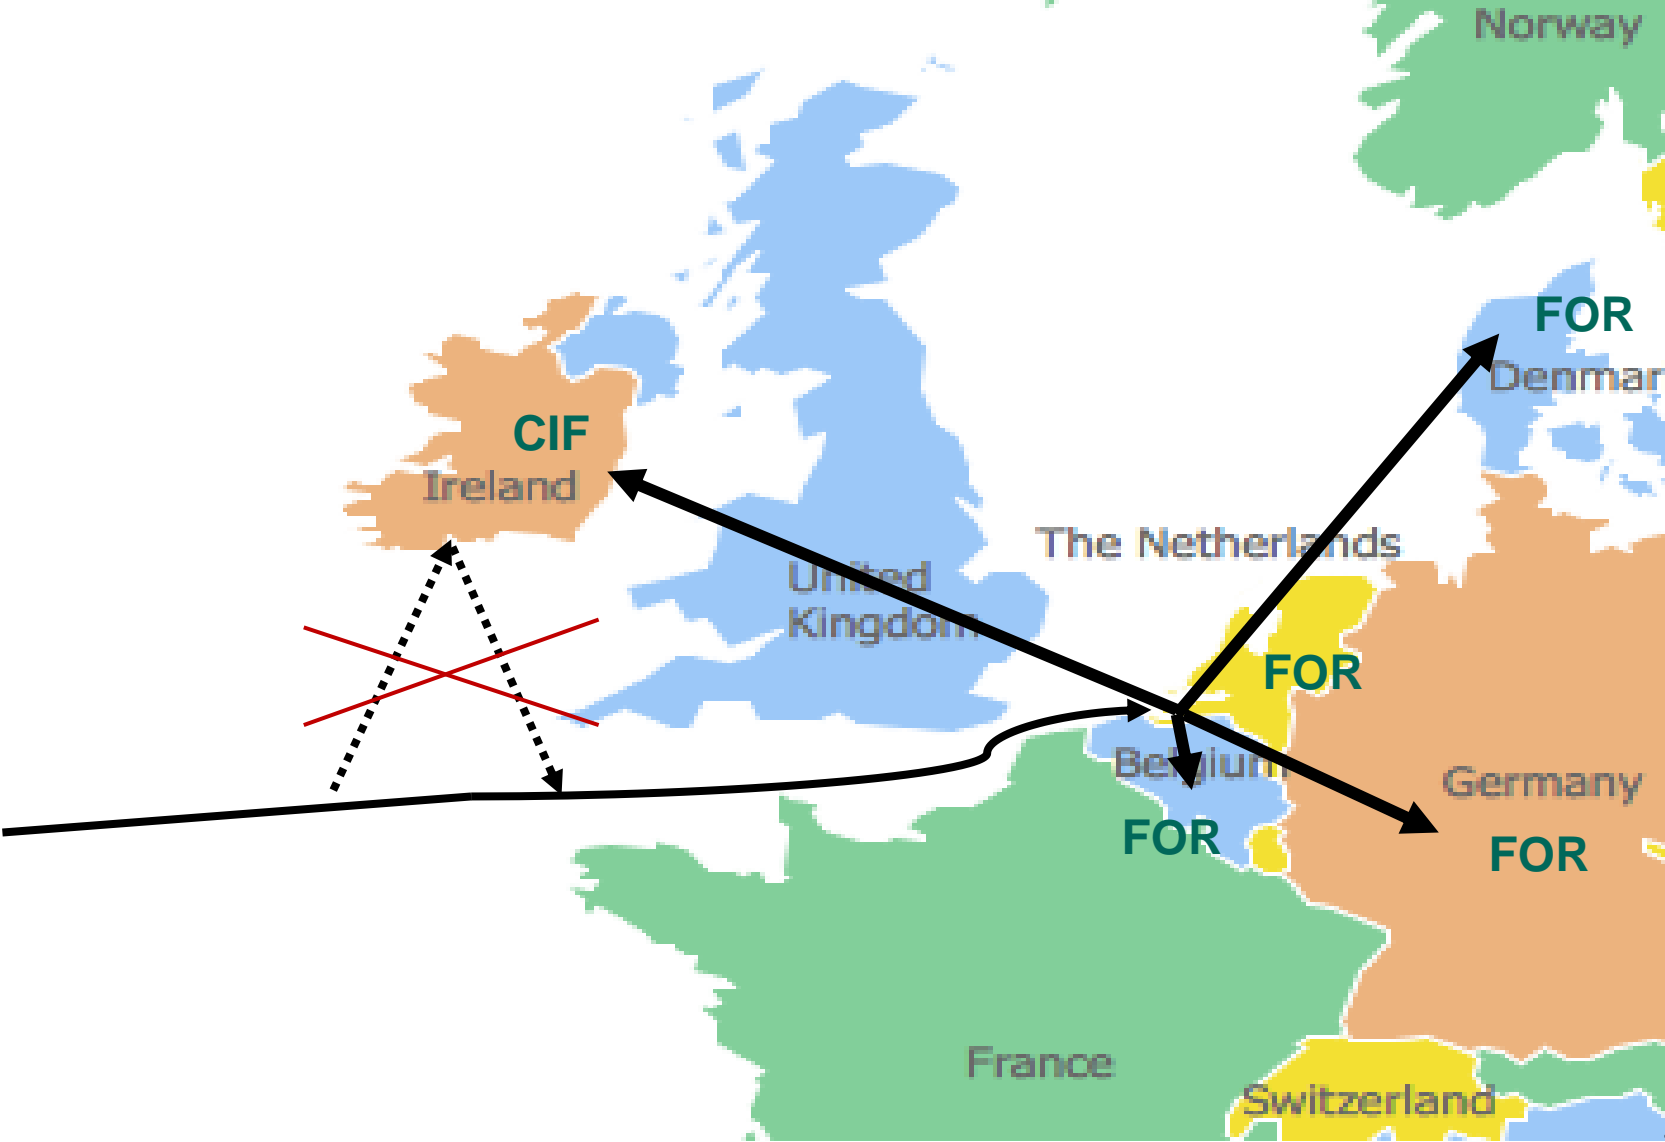 Norway
FOR
Denmar
CIF
Ireland
The Netherlands
United
Kingdom
FOR
Belgium
Germany
FOR
FOR
France
Switzerland